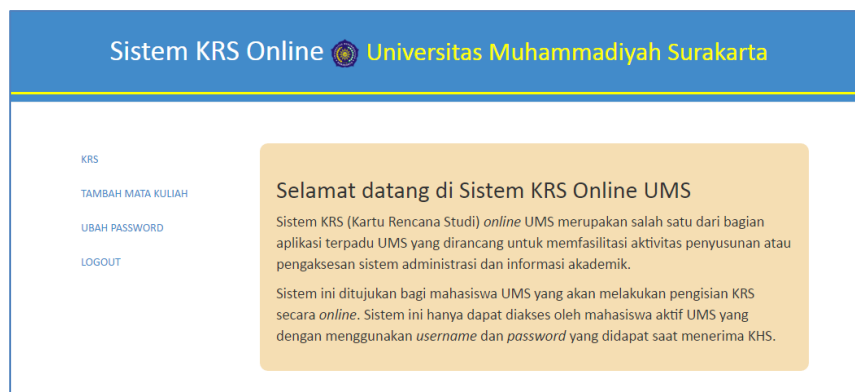 Sistem KRS Online Universitas Muhammadiyah Surakarta
KRS
TAMBAH MATA KULIAH
UBAH PASSWORD
LOGOUT
Selamat datang di Sistem KRS Online UMS
Sistem KRS (Kartu Rencana Studi) online UMS merupakan salah satu dari bagian
aplikasi terpadu UMS yang dirancang untuk memfasilitasi aktivitas penyusunan atau
pengaksesan sistem administrasi dan informasi akademik.
Sistem ini ditujukan bagi mahasiswa UMS yang akan melakukan pengisian KRS
secara online. Sistem ini hanya dapat diakses oleh mahasiswa aktif UMS yang
dengan menggunakan username dan password yang didapat saat menerima KHS.